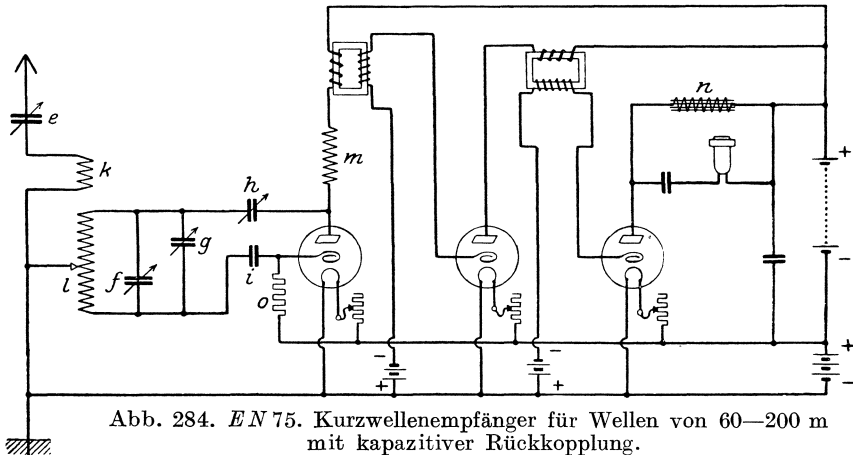 n
e
m
k
h
+
g
f
i
l
o
-
-
-
+
+
+
-
Abb. 284. EN 75. Kurzwellenempfänger für Wellen von 60—200 m
mit kapazitiver Rückkopplung.